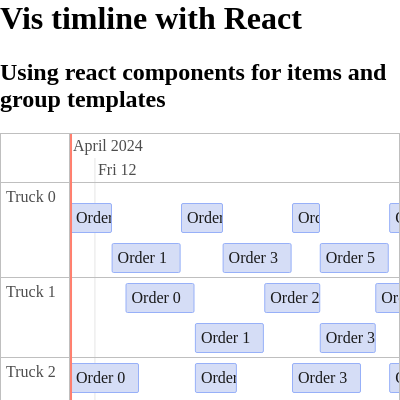 Vis timline with React
Using react components for items and
group templates
April 2024
Fri 12
Truck 0
Order
Order
Order 1
Order 3
Order 5
Truck 1
Order 0
Order 2
Order 1
Order 3
Truck 2
Order 0
Order
Order 3